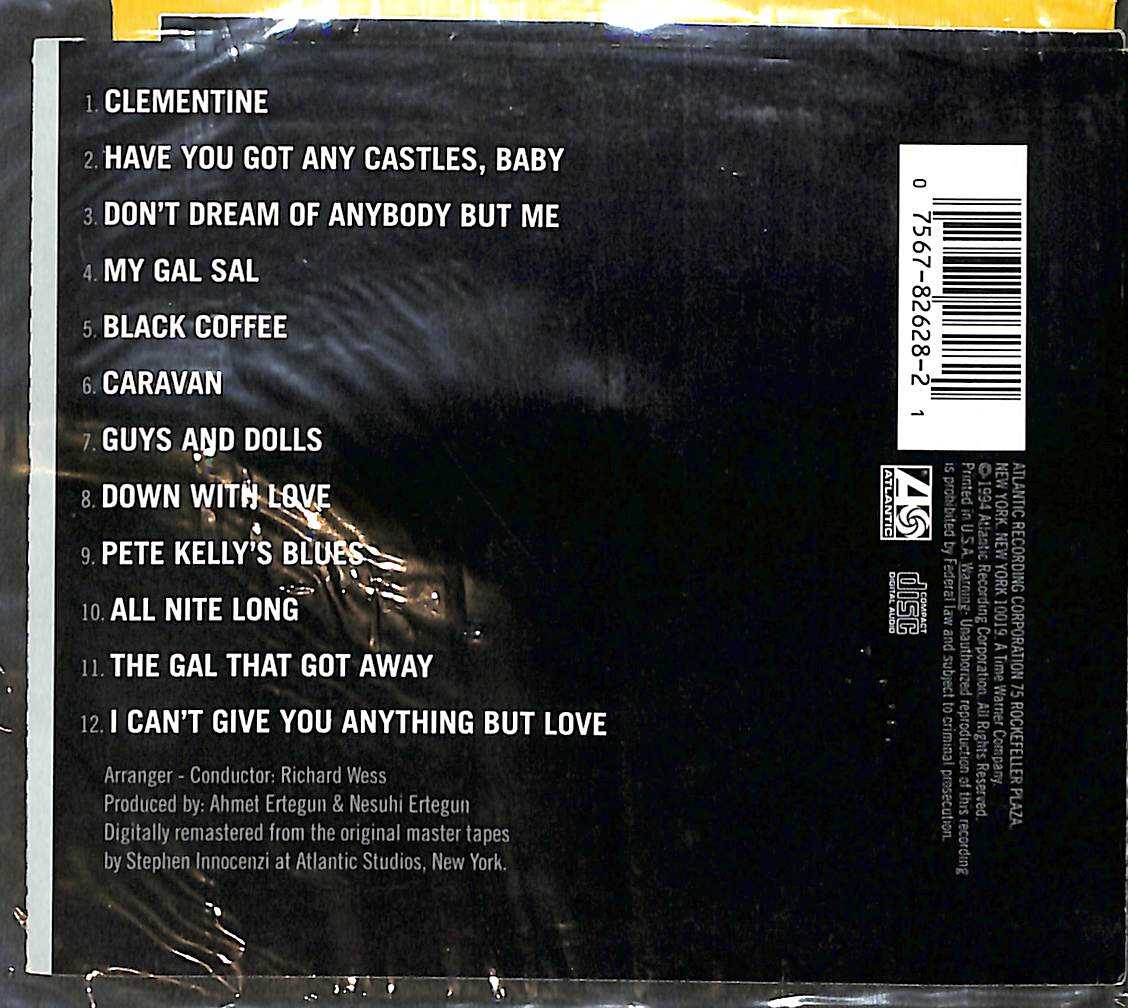 1. CLEMENTINE
2. HAVE YOU GOT ANY CASTLES, BABY
3. DON'T DREAM OF ANYBODY BUT ME
4. MY GAL SAL
5. BLACK COFFEE
6. CARAVAN
7. GUYS AND DOLLS
8. DOWN WITH LOVE
9. PETE KELLY'S BLUES
10. ALL NITE LONG
11. THE GAL THAT GOT AWAY
12. I CAN'T GIVE YOU ANYTHING BUT LOVE
Arranger - Conductor: Richard Wess
Produced by: Ahmet Ertegun & Nesuhi Ertegun
Digitally remastered from the original master tapes
by Stephen Innocenzi at Atlantic Studios, New York.
0 7567-82628-2 1
ATLANTIC
COMPACT
disc
DIGITAL AUDIO
ATLANTIC RECORDING CORPORATION 75 ROCKEFELLER PLAZA,
NEW YORK, NEW YORK 10019. A Time Warner Company.
© 1994 Atlantic Recording Corporation. All Rights Reserved.
Printed in U.S.A. Warning: Unauthorized reproduction of this recording
is prohibited by Federal law and subject to criminal prosecution.